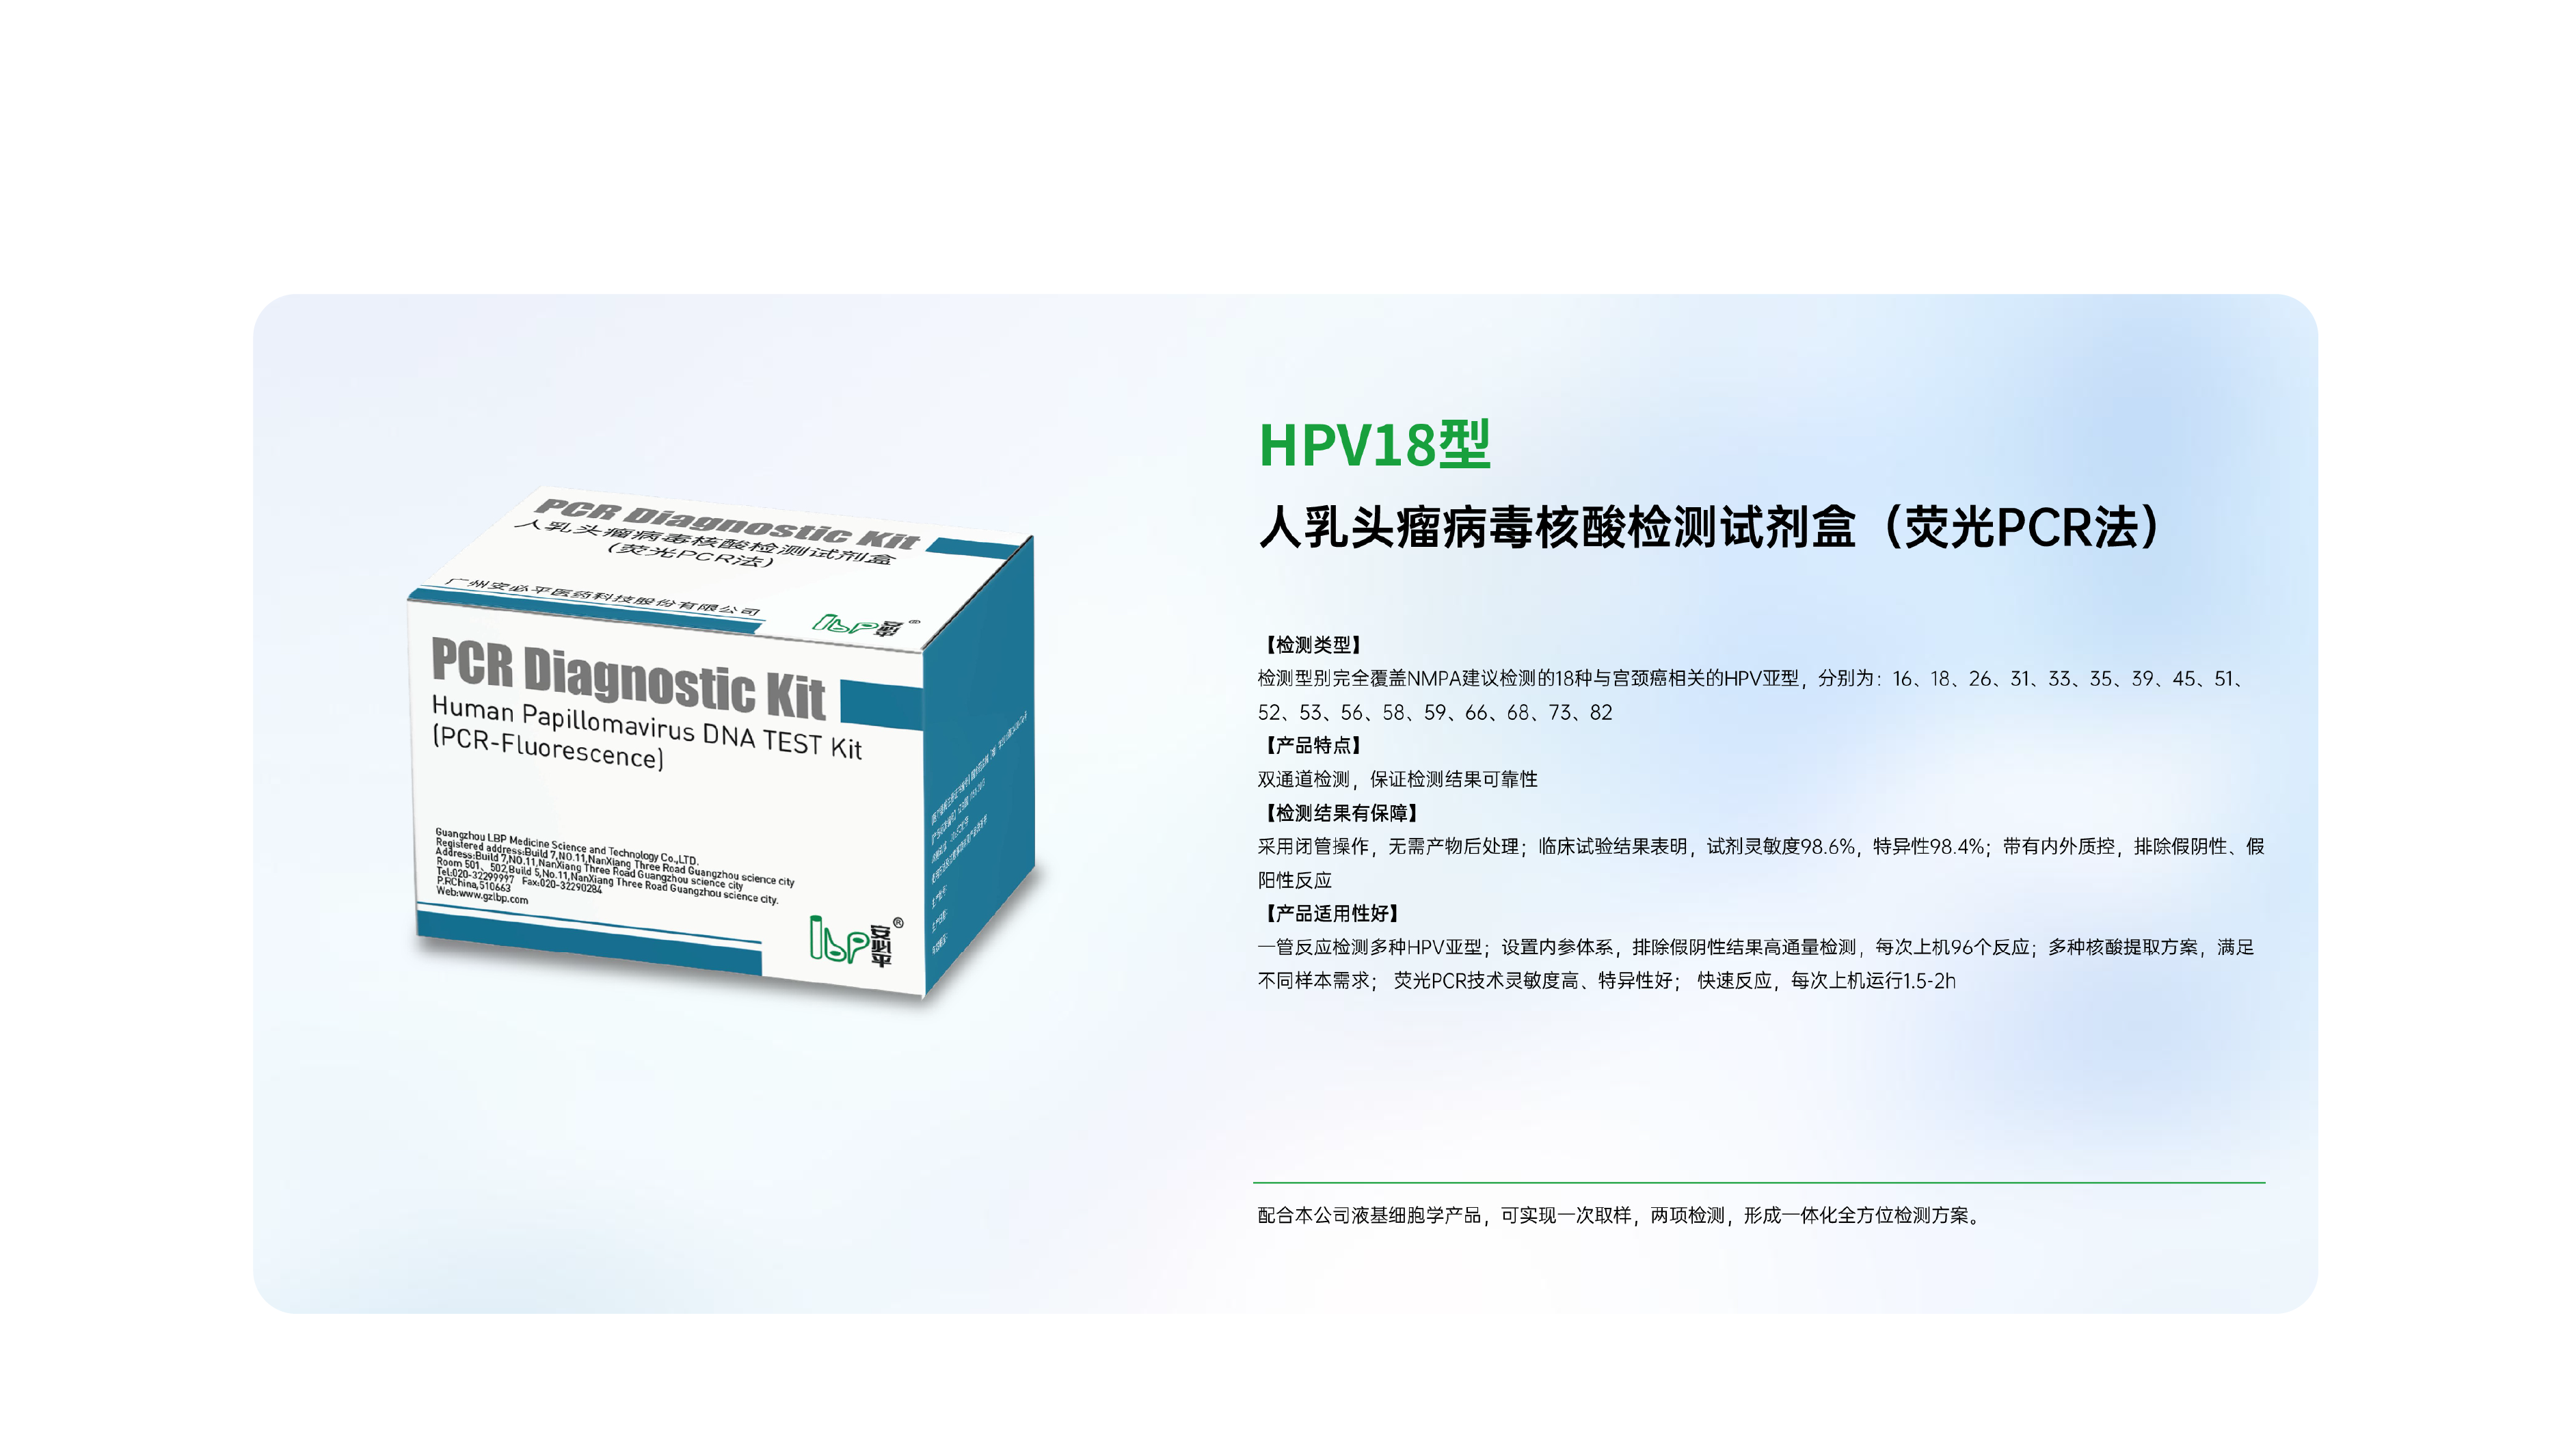 PCR Diagnostic Kit
人乳头瘤病毒核酸检测试剂盒
(荧光PCR法)
广州安必平医药科技股份有限公司
lbp 安必平 ®
PCR Diagnostic Kit
Human Papillomavirus DNA TEST Kit
(PCR-Fluorescence)
Guangzhou LBP Medicine Science and Technology Co.,LTD.
Registered address:Build 7,NO.11,NanXiang Three Road Guangzhou science city
Address:Build 7,NO.11,NanXiang Three Road Guangzhou science city
Room 501、502,Build 5,No.11,NanXiang Three Road Guangzhou science city.
Tel:020-32299997 Fax:020-32290284
P.RChina,510663
Web:www.gzlbp.com
lbp 安必平 ®
HPV18型
人乳头瘤病毒核酸检测试剂盒（荧光PCR法）
【检测类型】
检测型别完全覆盖NMPA建议检测的18种与宫颈癌相关的HPV亚型，分别为：16、18、26、31、33、35、39、45、51、
52、53、56、58、59、66、68、73、82
【产品特点】
双通道检测，保证检测结果可靠性
【检测结果有保障】
采用闭管操作，无需产物后处理；临床试验结果表明，试剂灵敏度98.6%，特异性98.4%；带有内外质控，排除假阴性、假
阳性反应
【产品适用性好】
一管反应检测多种HPV亚型；设置内参体系，排除假阴性结果高通量检测，每次上机96个反应；多种核酸提取方案，满足
不同样本需求； 荧光PCR技术灵敏度高、特异性好； 快速反应，每次上机运行1.5-2h
配合本公司液基细胞学产品，可实现一次取样，两项检测，形成一体化全方位检测方案。